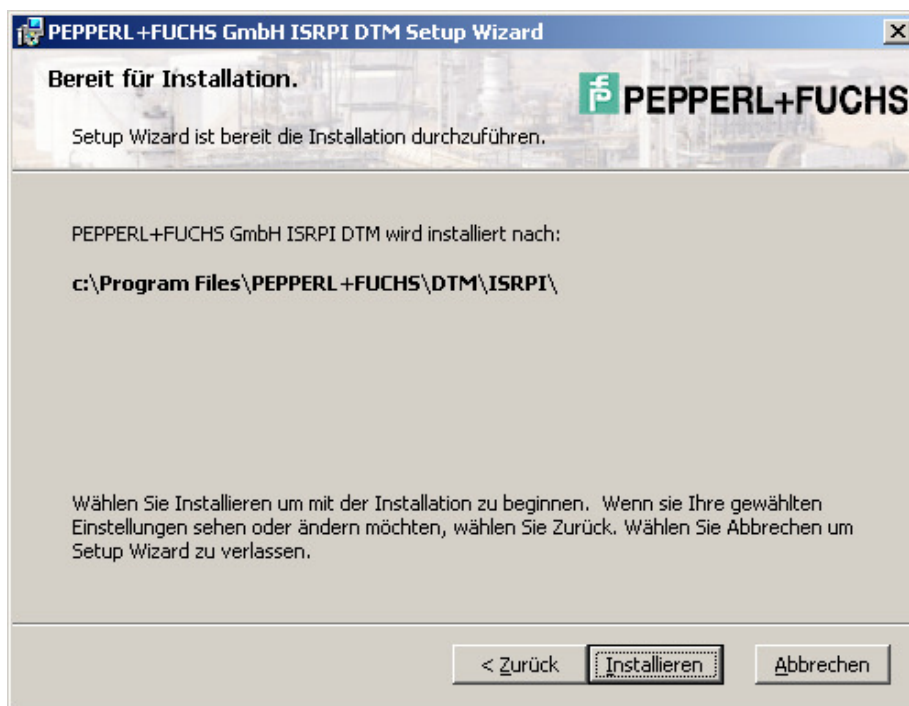 PEPPERL+FUCHS GmbH ISRPI DTM Setup Wizard
Bereit für Installation.
PEPPERL+FUCHS
Setup Wizard ist bereit die Installation durchzuführen.
PEPPERL+FUCHS GmbH ISRPI DTM wird installiert nach:
c:\Program Files\PEPPERL+FUCHS\DTM\ISRPI\
Wählen Sie Installieren um mit der Installation zu beginnen.  Wenn sie Ihre gewählten
Einstellungen sehen oder ändern möchten, wählen Sie Zurück. Wählen Sie Abbrechen um
Setup Wizard zu verlassen.
< Zurück Installieren Abbrechen